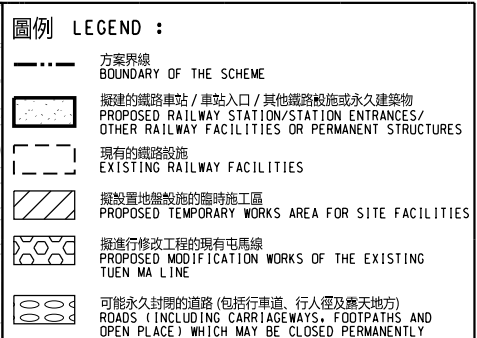 圖例 LEGEND :
方案界線
BOUNDARY OF THE SCHEME
擬建的鐵路車站 / 車站入口 / 其他鐵路設施或永久建築物
PROPOSED RAILWAY STATION/STATION ENTRANCES/
OTHER RAILWAY FACILITIES OR PERMANENT STRUCTURES
現有的鐵路設施
EXISTING RAILWAY FACILITIES
擬設置地盤設施的臨時施工區
PROPOSED TEMPORARY WORKS AREA FOR SITE FACILITIES
擬進行修改工程的現有屯馬線
PROPOSED MODIFICATION WORKS OF THE EXISTING
TUEN MA LINE
可能永久封閉的道路 (包括行車道、行人徑及露天地方)
ROADS (INCLUDING CARRIAGEWAYS, FOOTPATHS AND
OPEN PLACE) WHICH MAY BE CLOSED PERMANENTLY